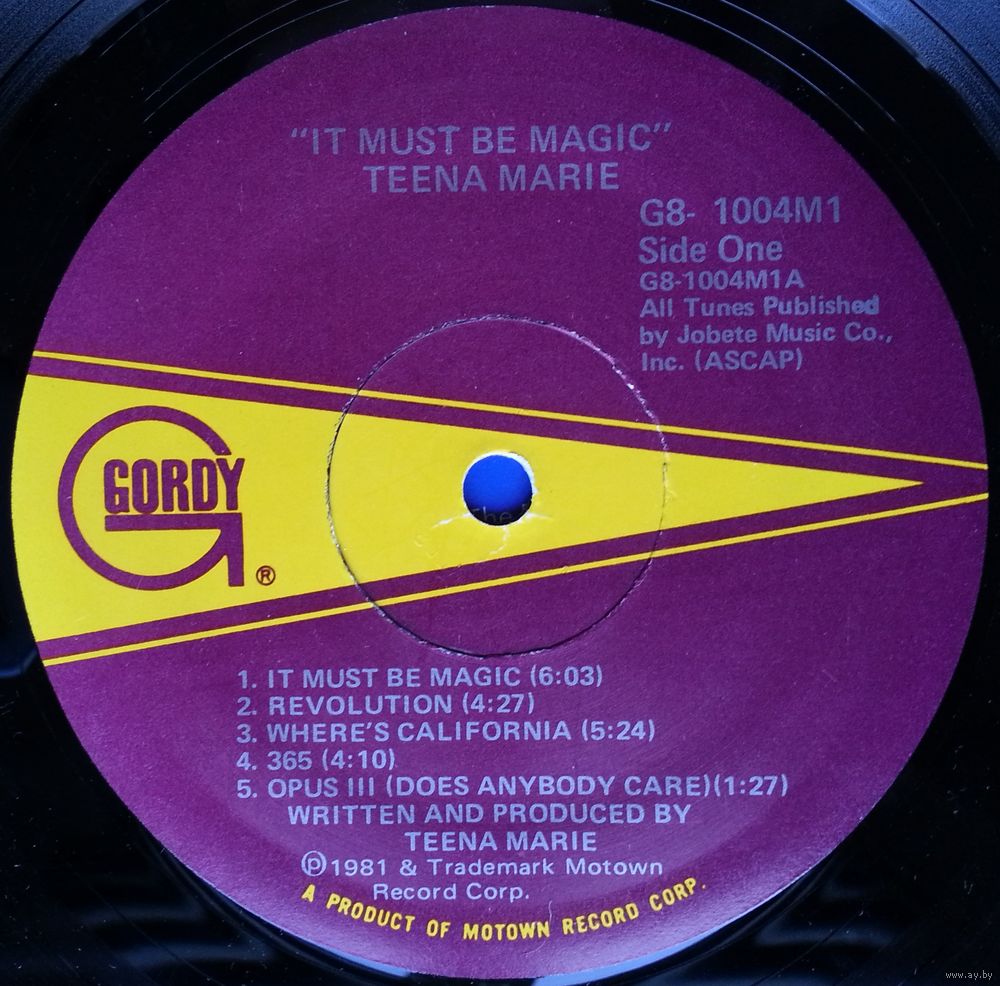 "IT MUST BE MAGIC"
TEENA MARIE
G8- 1004M1
Side One
G8-1004M1A
All Tunes Published
by Jobete Music Co.,
Inc. (ASCAP)
GORDY
®
1. IT MUST BE MAGIC (6:03)
2. REVOLUTION (4:27)
3. WHERE'S CALIFORNIA (5:24)
4. 365 (4:10)
5. OPUS III (DOES ANYBODY CARE)(1:27)
WRITTEN AND PRODUCED BY
TEENA MARIE
℗1981 & Trademark Motown
Record Corp.
A PRODUCT OF MOTOWN RECORD CORP.
www.ay.by